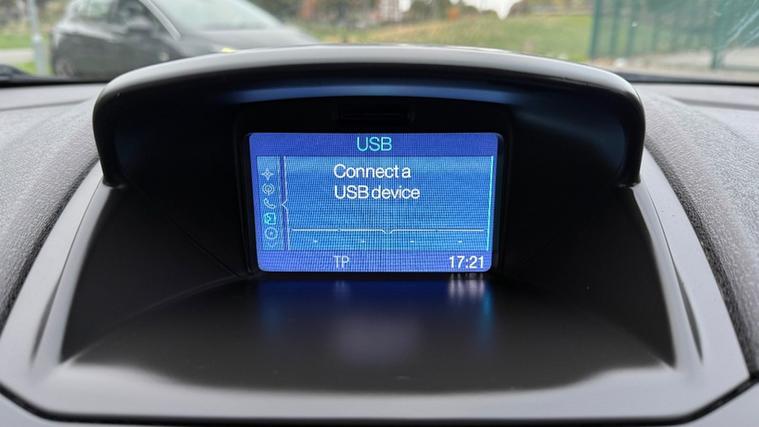 USB
Connect a
USB device
TP 17:21